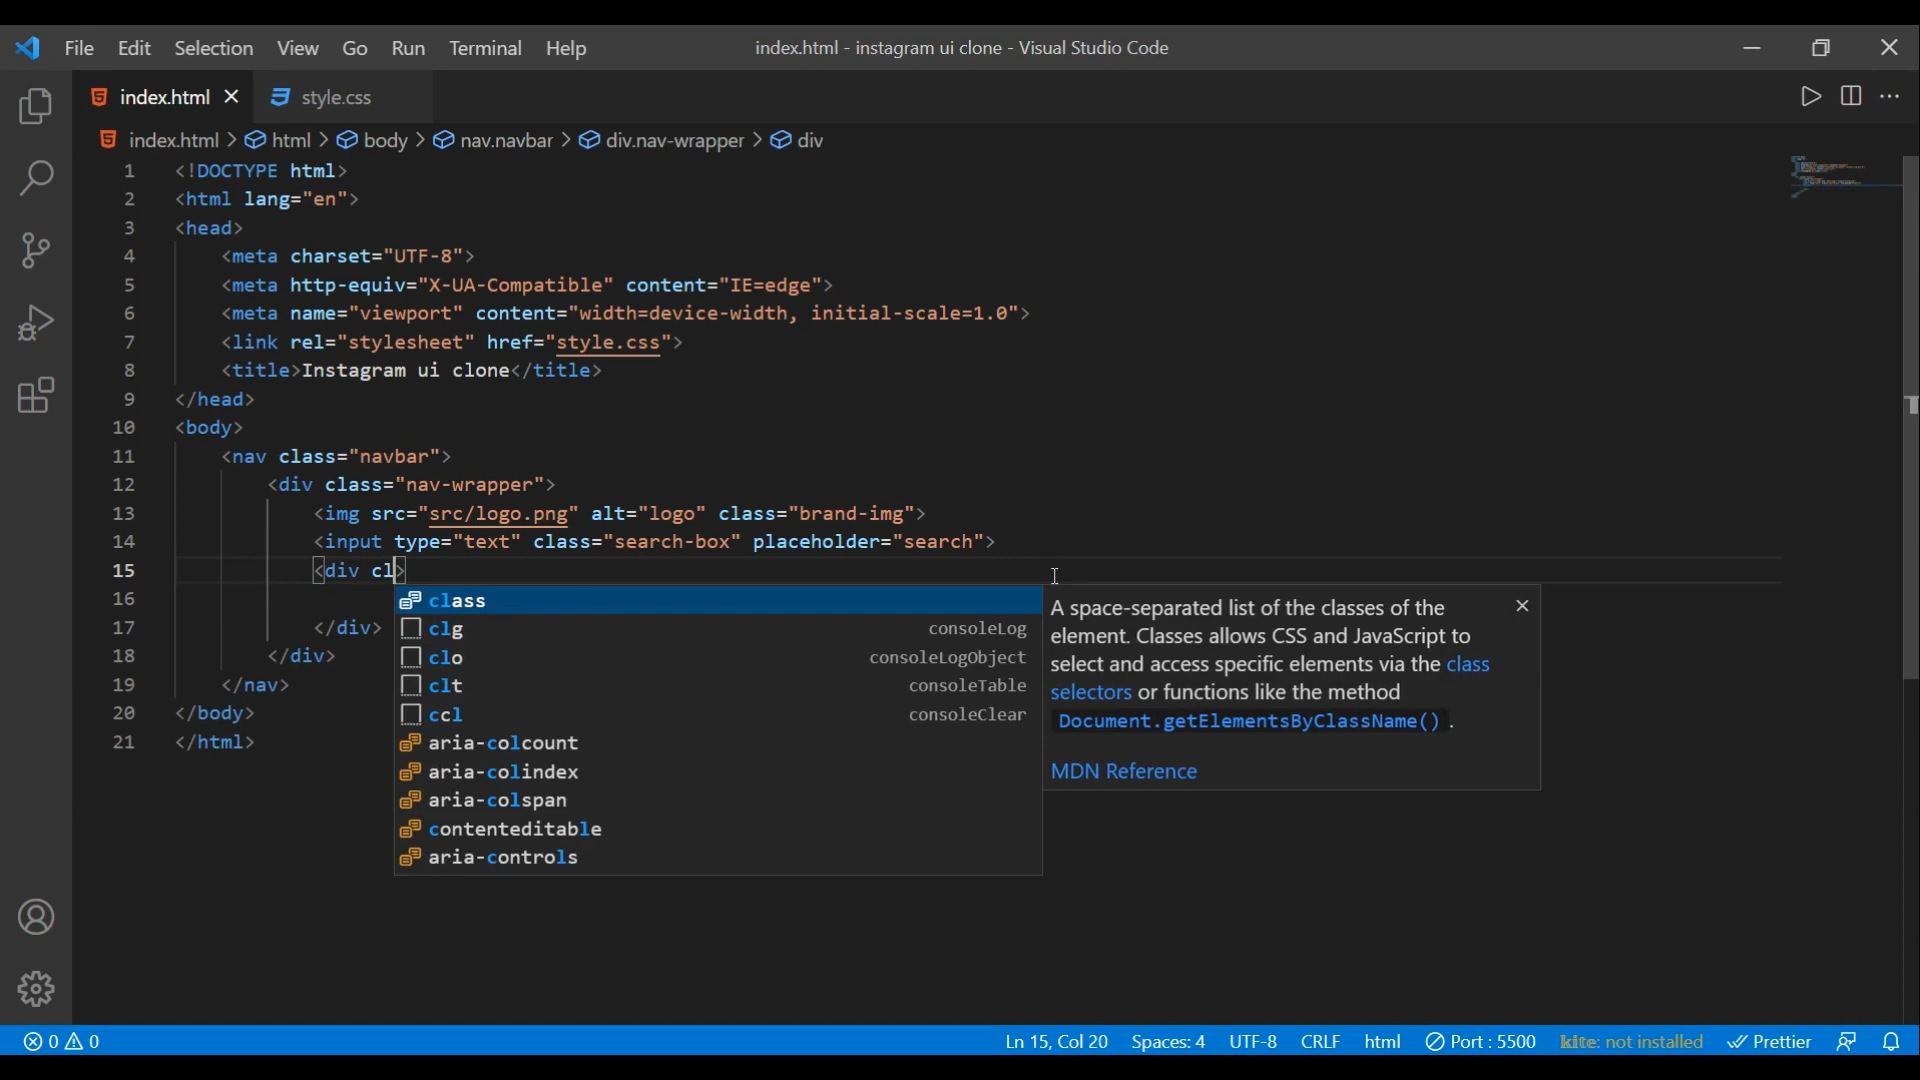 File Edit Selection View Go Run Terminal Help index.html - instagram ui clone - Visual Studio Code
index.html style.css
index.html > html > body > nav.navbar > div.nav-wrapper > div
1 <!DOCTYPE html>
2 <html lang="en">
3 <head>
4 <meta charset="UTF-8">
5 <meta http-equiv="X-UA-Compatible" content="IE=edge">
6 <meta name="viewport" content="width=device-width, initial-scale=1.0">
7 <link rel="stylesheet" href="style.css">
8 <title>Instagram ui clone</title>
9 </head>
10 <body>
11 <nav class="navbar">
12 <div class="nav-wrapper">
13 <img src="src/logo.png" alt="logo" class="brand-img">
14 <input type="text" class="search-box" placeholder="search">
15 <div cl>
16
17 </div>
18 </div>
19 </nav>
20 </body>
21 </html>
class
clg consoleLog
clo consoleLogObject
clt consoleTable
ccl consoleClear
aria-colcount
aria-colindex
aria-colspan
contenteditable
aria-controls
A space-separated list of the classes of the
element. Classes allows CSS and JavaScript to
select and access specific elements via the class
selectors or functions like the method
Document.getElementsByClassName() .
MDN Reference
0 0 Ln 15, Col 20 Spaces: 4 UTF-8 CRLF html Port : 5500 kite: not installed Prettier